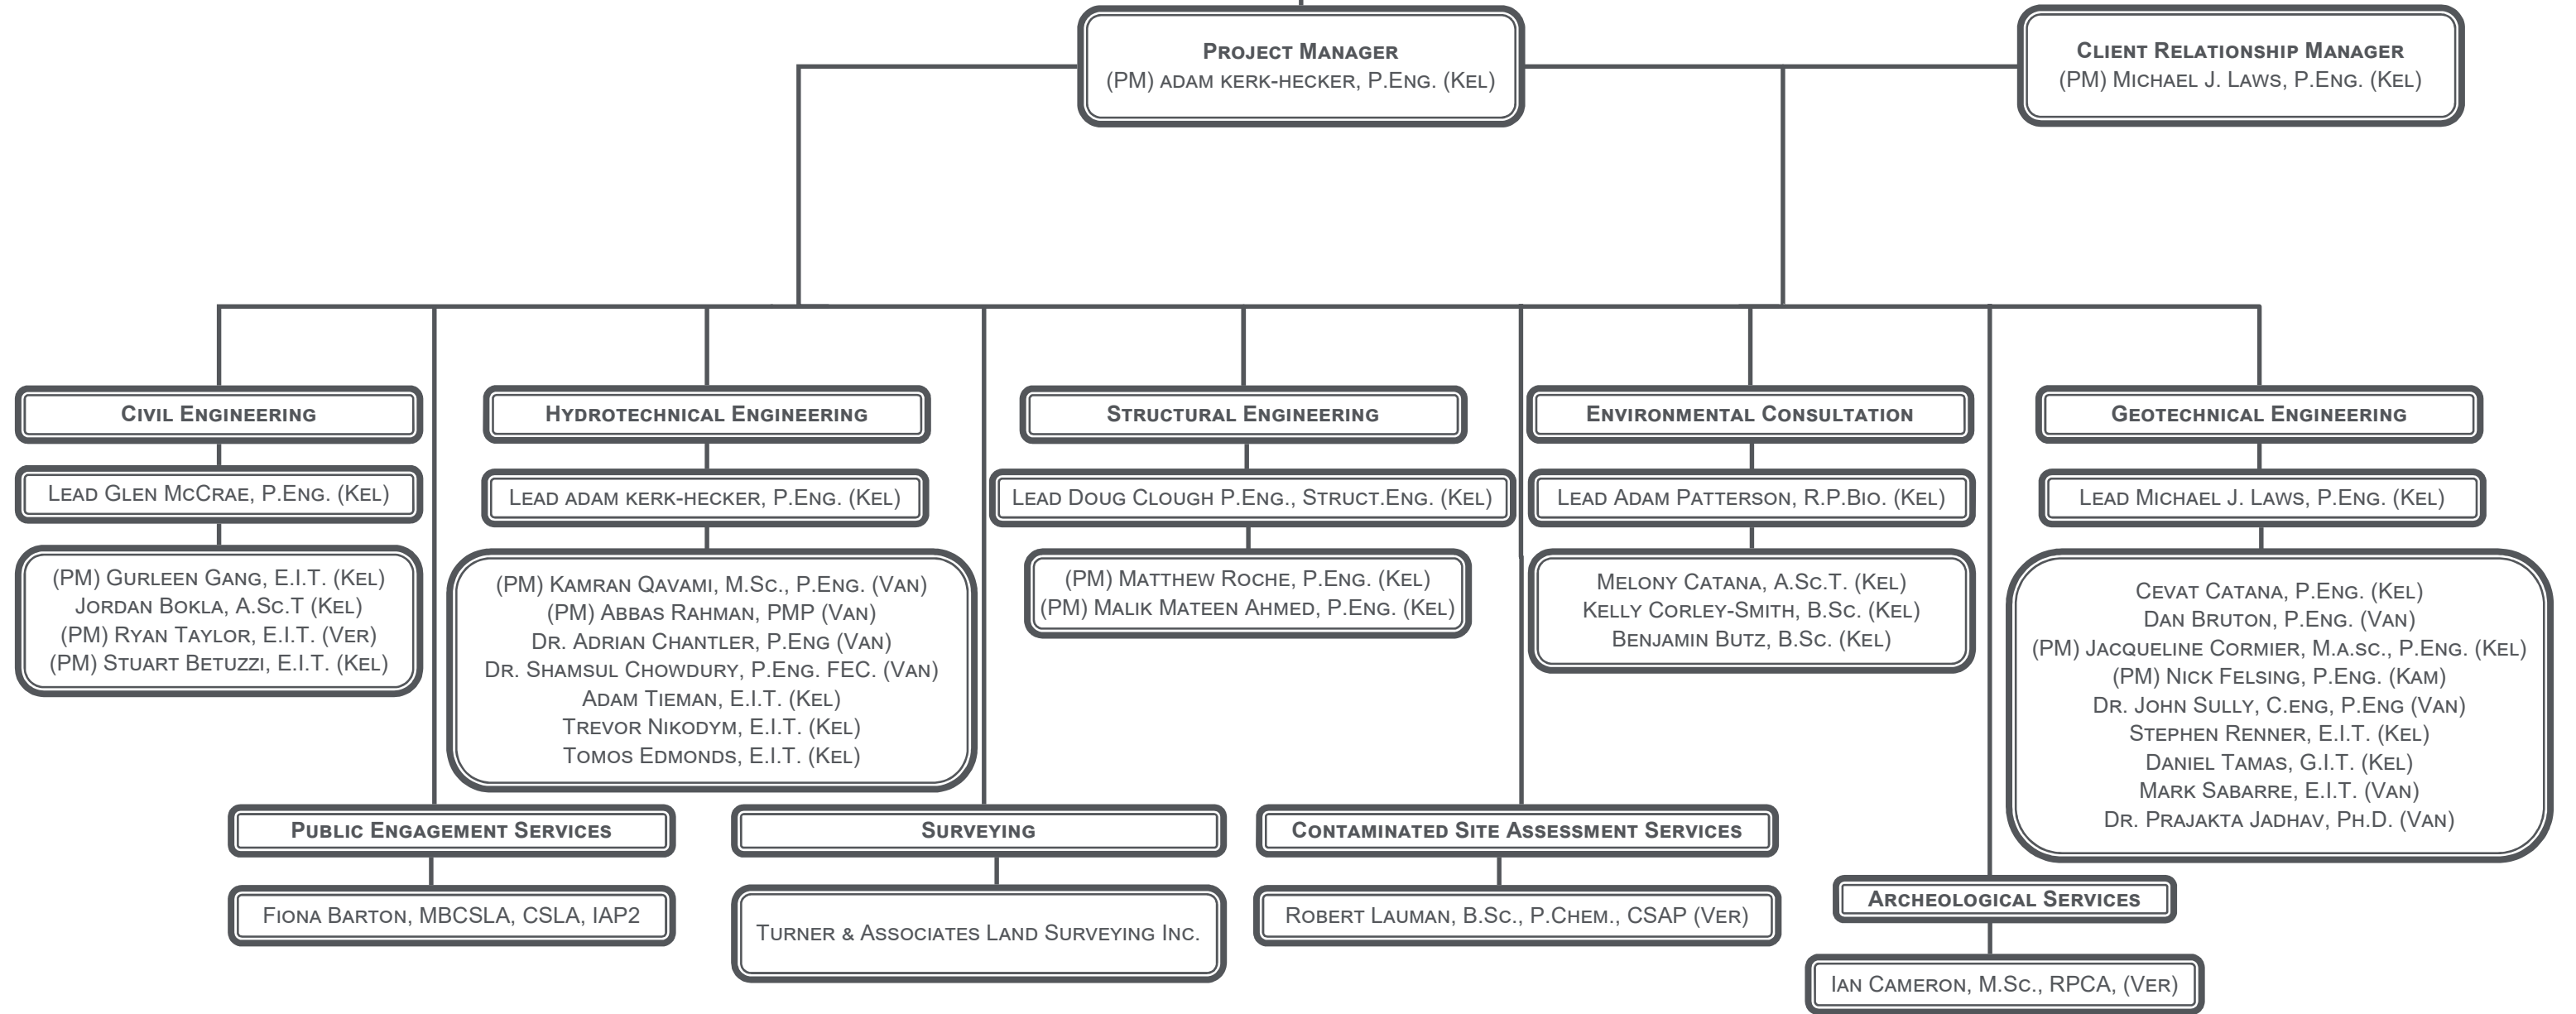 PROJECT MANAGER
(PM) ADAM KERK-HECKER, P.ENG. (KEL)
CLIENT RELATIONSHIP MANAGER
(PM) MICHAEL J. LAWS, P.ENG. (KEL)
CIVIL ENGINEERING
LEAD GLEN MCCRAE, P.ENG. (KEL)
(PM) GURLEEN GANG, E.I.T. (KEL)
JORDAN BOKLA, A.SC.T (KEL)
(PM) RYAN TAYLOR, E.I.T. (VER)
(PM) STUART BETUZZI, E.I.T. (KEL)
HYDROTECHNICAL ENGINEERING
LEAD ADAM KERK-HECKER, P.ENG. (KEL)
(PM) KAMRAN QAVAMI, M.SC., P.ENG. (VAN)
(PM) ABBAS RAHMAN, PMP (VAN)
DR. ADRIAN CHANTLER, P.ENG (VAN)
DR. SHAMSUL CHOWDURY, P.ENG. FEC. (VAN)
ADAM TIEMAN, E.I.T. (KEL)
TREVOR NIKODYM, E.I.T. (KEL)
TOMOS EDMONDS, E.I.T. (KEL)
STRUCTURAL ENGINEERING
LEAD DOUG CLOUGH P.ENG., STRUCT.ENG. (KEL)
(PM) MATTHEW ROCHE, P.ENG. (KEL)
(PM) MALIK MATEEN AHMED, P.ENG. (KEL)
ENVIRONMENTAL CONSULTATION
LEAD ADAM PATTERSON, R.P.BIO. (KEL)
MELONY CATANA, A.SC.T. (KEL)
KELLY CORLEY-SMITH, B.SC. (KEL)
BENJAMIN BUTZ, B.SC. (KEL)
GEOTECHNICAL ENGINEERING
LEAD MICHAEL J. LAWS, P.ENG. (KEL)
CEVAT CATANA, P.ENG. (KEL)
DAN BRUTON, P.ENG. (VAN)
(PM) JACQUELINE CORMIER, M.A.SC., P.ENG. (KEL)
(PM) NICK FELSING, P.ENG. (KAM)
DR. JOHN SULLY, C.ENG, P.ENG (VAN)
STEPHEN RENNER, E.I.T. (KEL)
DANIEL TAMAS, G.I.T. (KEL)
MARK SABARRE, E.I.T. (VAN)
DR. PRAJAKTA JADHAV, PH.D. (VAN)
PUBLIC ENGAGEMENT SERVICES
FIONA BARTON, MBCSLA, CSLA, IAP2
SURVEYING
TURNER & ASSOCIATES LAND SURVEYING INC.
CONTAMINATED SITE ASSESSMENT SERVICES
ROBERT LAUMAN, B.SC., P.CHEM., CSAP (VER)
ARCHEOLOGICAL SERVICES
IAN CAMERON, M.SC., RPCA, (VER)